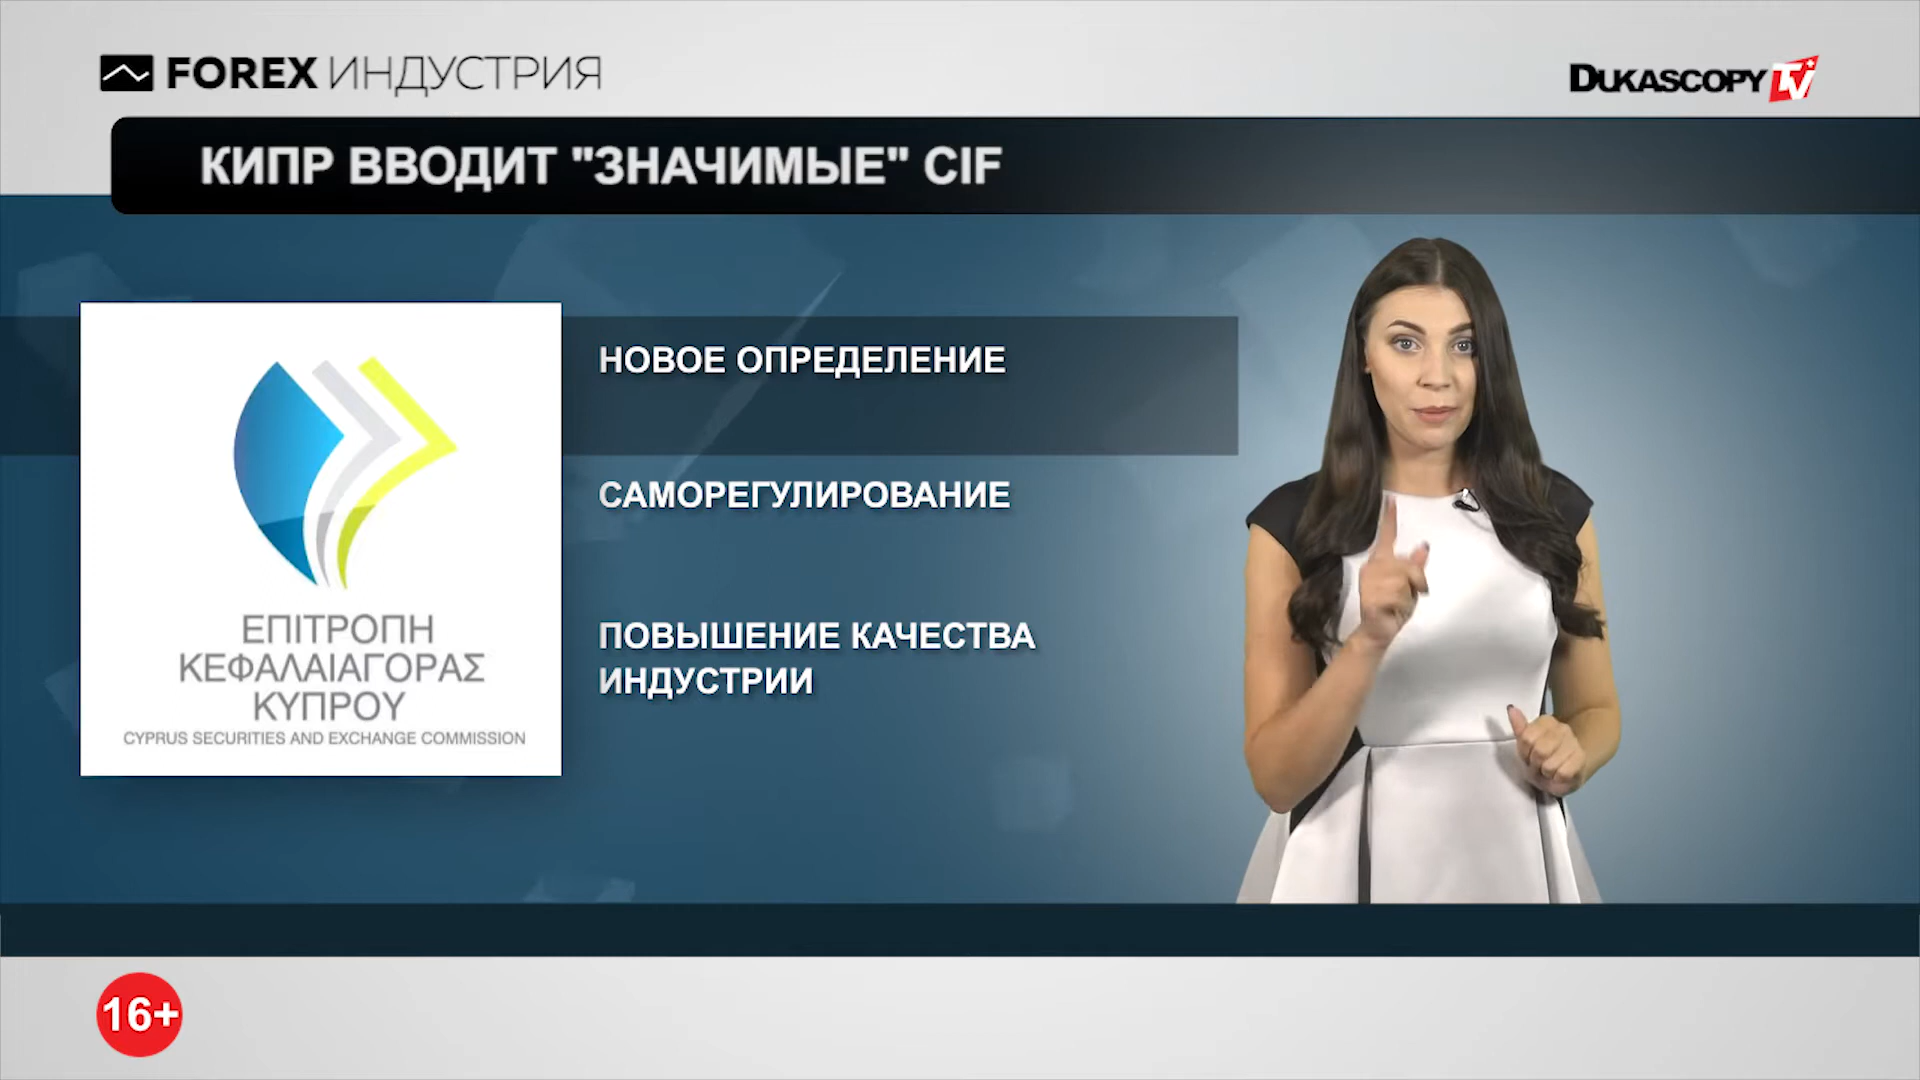 FOREX ИНДУСТРИЯ
DUKASCOPY TV
КИПР ВВОДИТ "ЗНАЧИМЫЕ" CIF
НОВОЕ ОПРЕДЕЛЕНИЕ
САМОРЕГУЛИРОВАНИЕ
ПОВЫШЕНИЕ КАЧЕСТВА
ИНДУСТРИИ
ΕΠΙΤΡΟΠΗ
ΚΕΦΑΛΑΙΑΓΟΡΑΣ
ΚΥΠΡΟΥ
CYPRUS SECURITIES AND EXCHANGE COMMISSION
16+